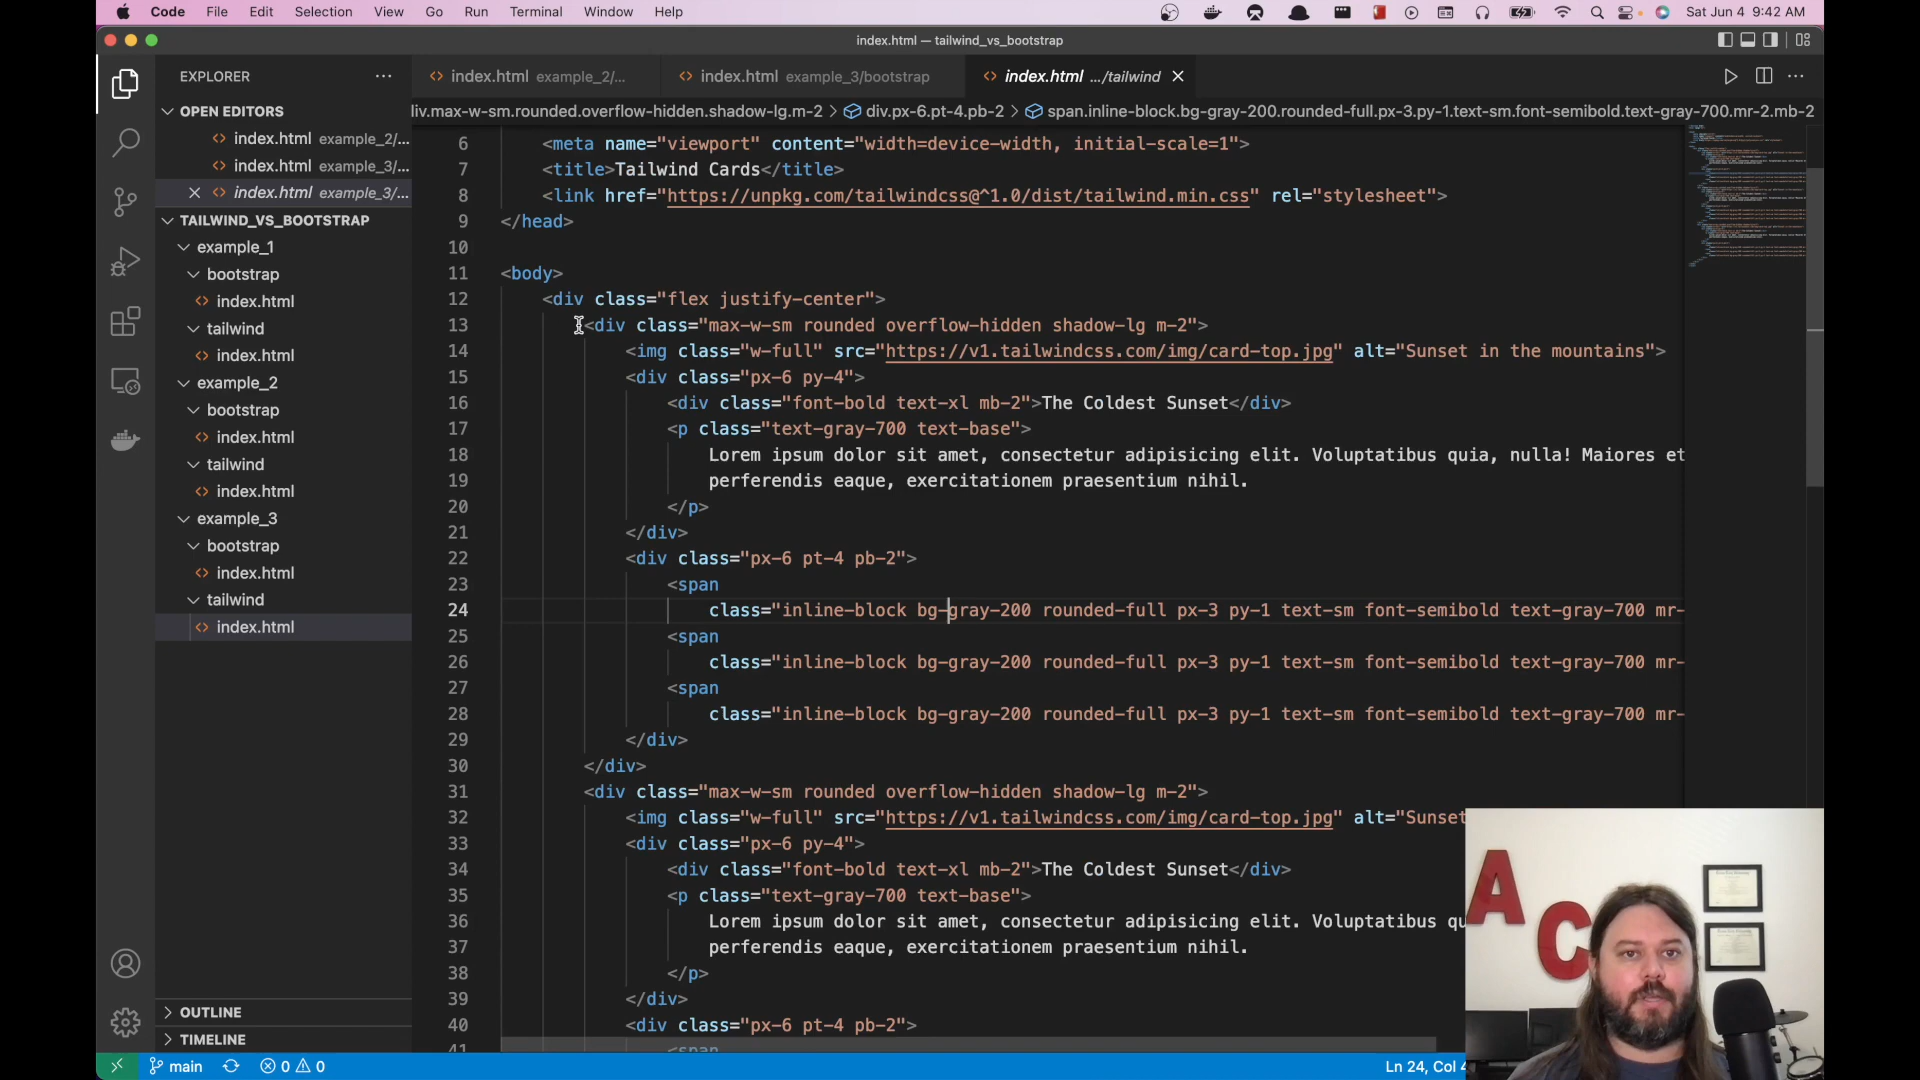 Code File Edit Selection View Go Run Terminal Window Help Sat Jun 4 9:42 AM
index.html — tailwind_vs_bootstrap
EXPLORER
index.html example_2/...
index.html example_3/bootstrap
index.html .../tailwind
OPEN EDITORS
index.html example_2/...
index.html example_3/...
index.html example_3/...
TAILWIND_VS_BOOTSTRAP
example_1
bootstrap
index.html
tailwind
index.html
example_2
bootstrap
index.html
tailwind
index.html
example_3
bootstrap
index.html
tailwind
index.html
OUTLINE
TIMELINE
div.max-w-sm.rounded.overflow-hidden.shadow-lg.m-2 > div.px-6.pt-4.pb-2 > span.inline-block.bg-gray-200.rounded-full.px-3.py-1.text-sm.font-semibold.text-gray-700.mr-2.mb-2
6 <meta name="viewport" content="width=device-width, initial-scale=1">
7 <title>Tailwind Cards</title>
8 <link href="https://unpkg.com/tailwindcss@^1.0/dist/tailwind.min.css" rel="stylesheet">
9 </head>
10
11 <body>
12 <div class="flex justify-center">
13 <div class="max-w-sm rounded overflow-hidden shadow-lg m-2">
14 <img class="w-full" src="https://v1.tailwindcss.com/img/card-top.jpg" alt="Sunset in the mountains">
15 <div class="px-6 py-4">
16 <div class="font-bold text-xl mb-2">The Coldest Sunset</div>
17 <p class="text-gray-700 text-base">
18 Lorem ipsum dolor sit amet, consectetur adipisicing elit. Voluptatibus quia, nulla! Maiores et
19 perferendis eaque, exercitationem praesentium nihil.
20 </p>
21 </div>
22 <div class="px-6 pt-4 pb-2">
23 <span
24 class="inline-block bg-gray-200 rounded-full px-3 py-1 text-sm font-semibold text-gray-700 mr-
25 <span
26 class="inline-block bg-gray-200 rounded-full px-3 py-1 text-sm font-semibold text-gray-700 mr-
27 <span
28 class="inline-block bg-gray-200 rounded-full px-3 py-1 text-sm font-semibold text-gray-700 mr-
29 </div>
30 </div>
31 <div class="max-w-sm rounded overflow-hidden shadow-lg m-2">
32 <img class="w-full" src="https://v1.tailwindcss.com/img/card-top.jpg" alt="Sunset
33 <div class="px-6 py-4">
34 <div class="font-bold text-xl mb-2">The Coldest Sunset</div>
35 <p class="text-gray-700 text-base">
36 Lorem ipsum dolor sit amet, consectetur adipisicing elit. Voluptatibus qu
37 perferendis eaque, exercitationem praesentium nihil.
38 </p>
39 </div>
40 <div class="px-6 pt-4 pb-2">
41 <span
A C
main 0 0 Ln 24, Col